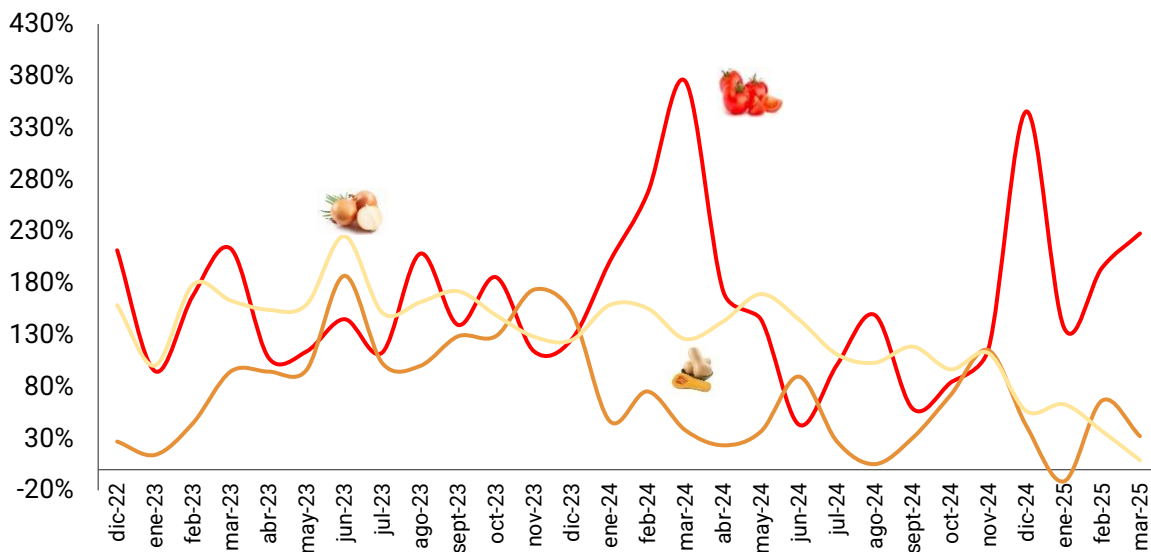 430%
380%
330%
280%
230%
180%
130%
80%
30%
-20%
dic-22
ene-23
feb-23
mar-23
abr-23
may-23
jun-23
jul-23
ago-23
sept-23
oct-23
nov-23
dic-23
ene-24
feb-24
mar-24
abr-24
may-24
jun-24
jul-24
ago-24
sept-24
oct-24
nov-24
dic-24
ene-25
feb-25
mar-25